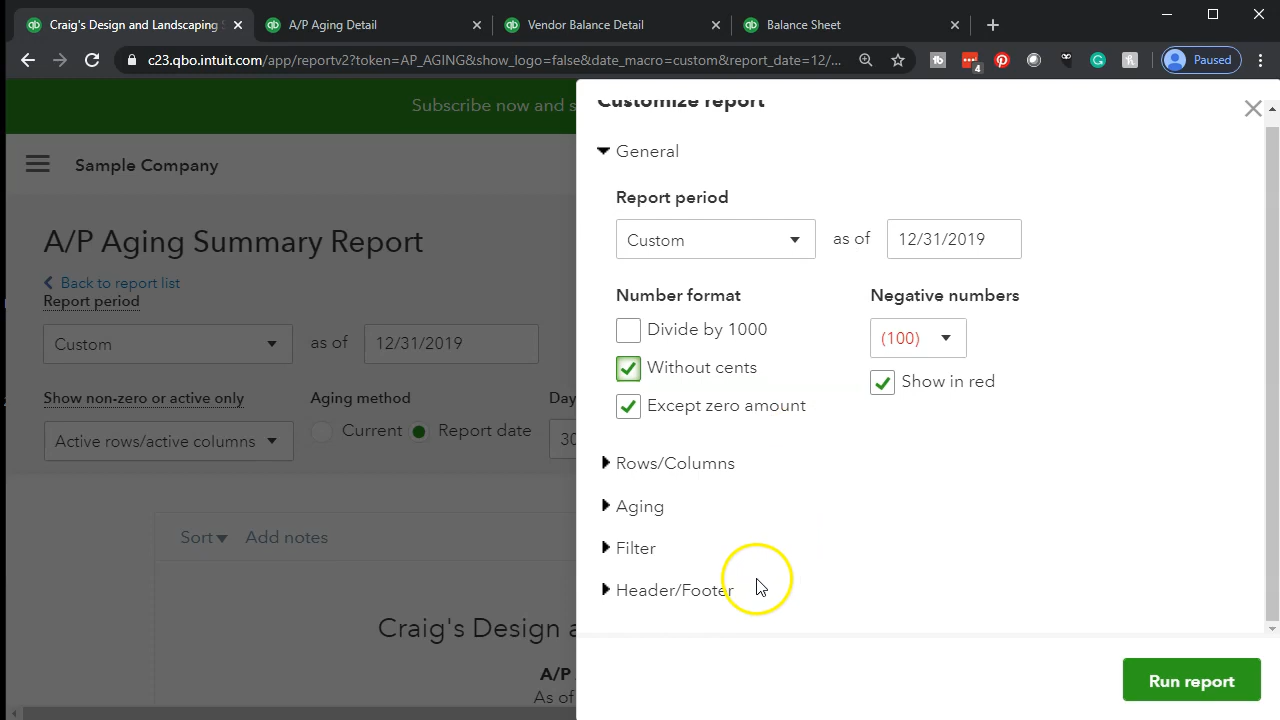 Craig's Design and Landscaping S
A/P Aging Detail
Vendor Balance Detail
Balance Sheet
c23.qbo.intuit.com/app/reportv2?token=AP_AGING&show_logo=false&date_macro=custom&report_date=12/...
4
Paused
Subscribe now and s
Customize report
Sample Company
General
A/P Aging Summary Report
Report period
Custom
as of
12/31/2019
Back to report list
Report period
Custom
as of
12/31/2019
Number format
Negative numbers
Divide by 1000
(100)
Without cents
Show in red
Except zero amount
Show non-zero or active only
Aging method
Day
Active rows/active columns
Current
Report date
30
Rows/Columns
Aging
Filter
Header/Footer
Sort
Add notes
Craig's Design a
A/P
As of
Run report